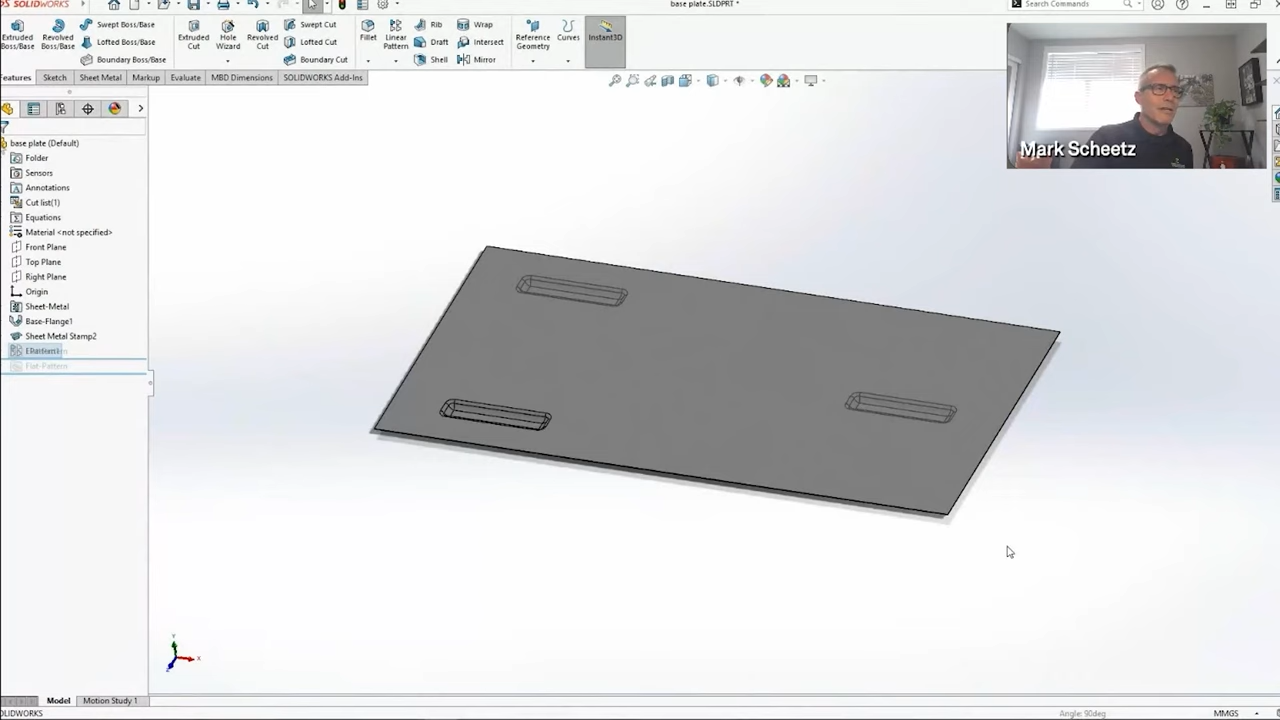 SOLIDWORKS
base plate.SLDPRT *
Search Commands
Extruded Boss/Base
Revolved Boss/Base
Swept Boss/Base
Lofted Boss/Base
Boundary Boss/Base
Extruded Cut
Hole Wizard
Revolved Cut
Swept Cut
Lofted Cut
Boundary Cut
Fillet
Linear Pattern
Rib
Draft
Shell
Wrap
Intersect
Mirror
Reference Geometry
Curves
Instant3D
Features
Sketch
Sheet Metal
Markup
Evaluate
MBD Dimensions
SOLIDWORKS Add-ins
Mark Scheetz
base plate (Default)
Folder
Sensors
Annotations
Cut list(1)
Equations
Material <not specified>
Front Plane
Top Plane
Right Plane
Origin
Sheet-Metal
Base-Flange1
Sheet Metal Stamp2
Flat-Pattern
Y
X
Z
Model
Motion Study 1
SOLIDWORKS
Angle: 90deg
MMGS